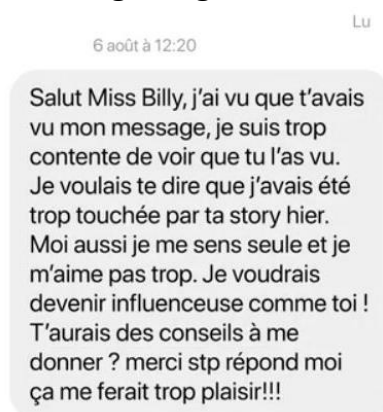 Lu
6 août à 12:20
Salut Miss Billy, j'ai vu que t'avais
vu mon message, je suis trop
contente de voir que tu l'as vu.
Je voulais te dire que j'avais été
trop touchée par ta story hier.
Moi aussi je me sens seule et je
m'aime pas trop. Je voudrais
devenir influenceuse comme toi !
T'aurais des conseils à me
donner ? merci stp répond moi
ça me ferait trop plaisir!!!